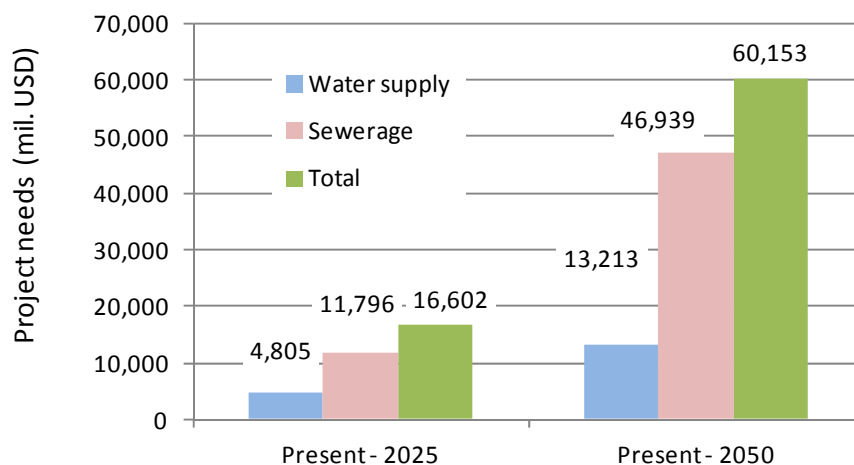 Project needs (mil. USD)
70,000
60,000
50,000
40,000
30,000
20,000
10,000
0
Water supply
Sewerage
Total
4,805
11,796
16,602
13,213
46,939
60,153
Present - 2025
Present - 2050